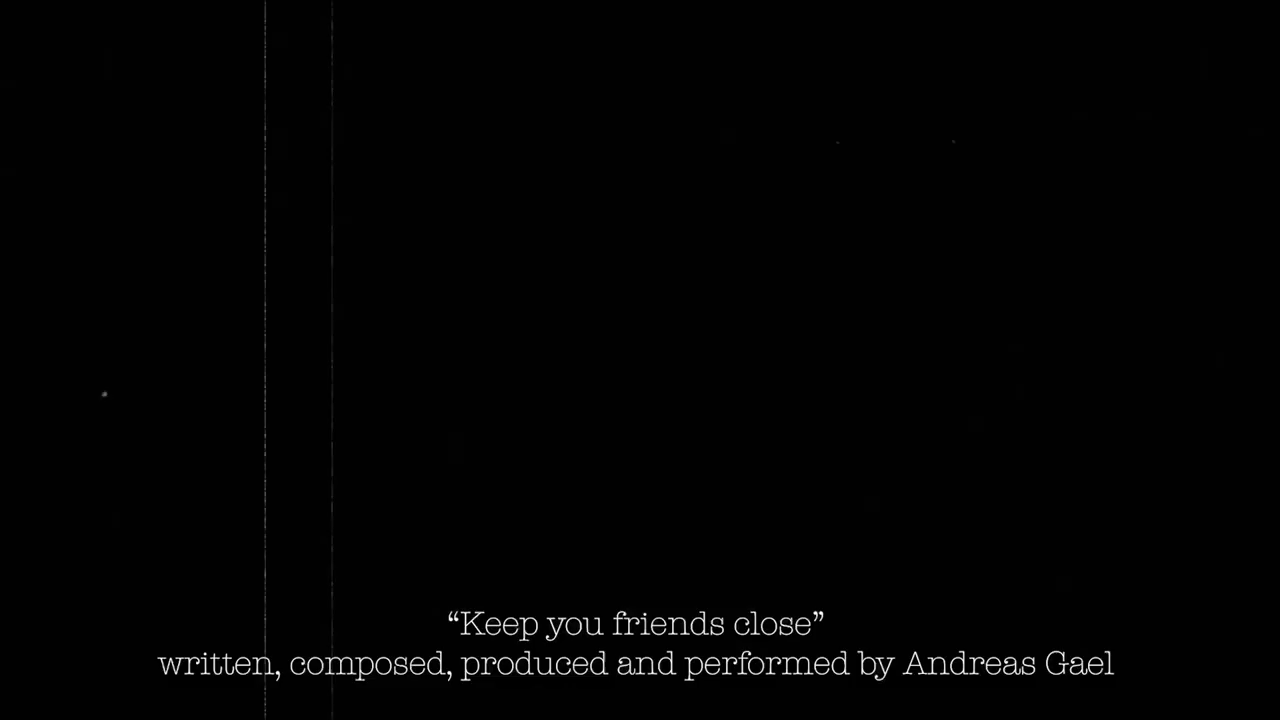 “Keep you friends close”
written, composed, produced and performed by Andreas Gael